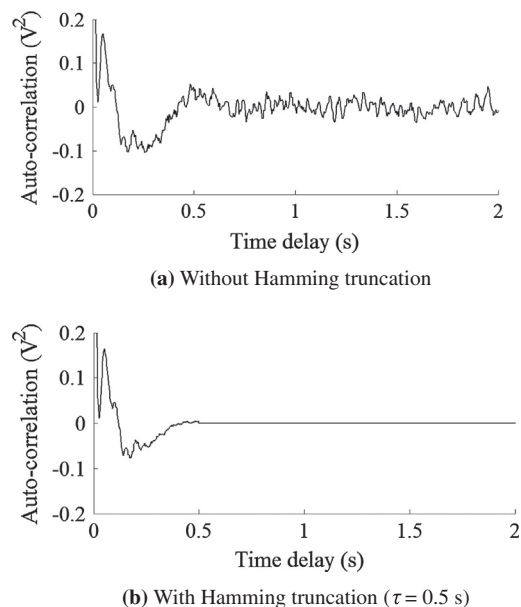 0.2
0.1
0
-0.1
-0.2
Auto-correlation (V²)
0 0.5 1 1.5 2
Time delay (s)
(a) Without Hamming truncation
0.2
0.1
0
-0.1
-0.2
Auto-correlation (V²)
0 0.5 1 1.5 2
Time delay (s)
(b) With Hamming truncation (τ = 0.5 s)